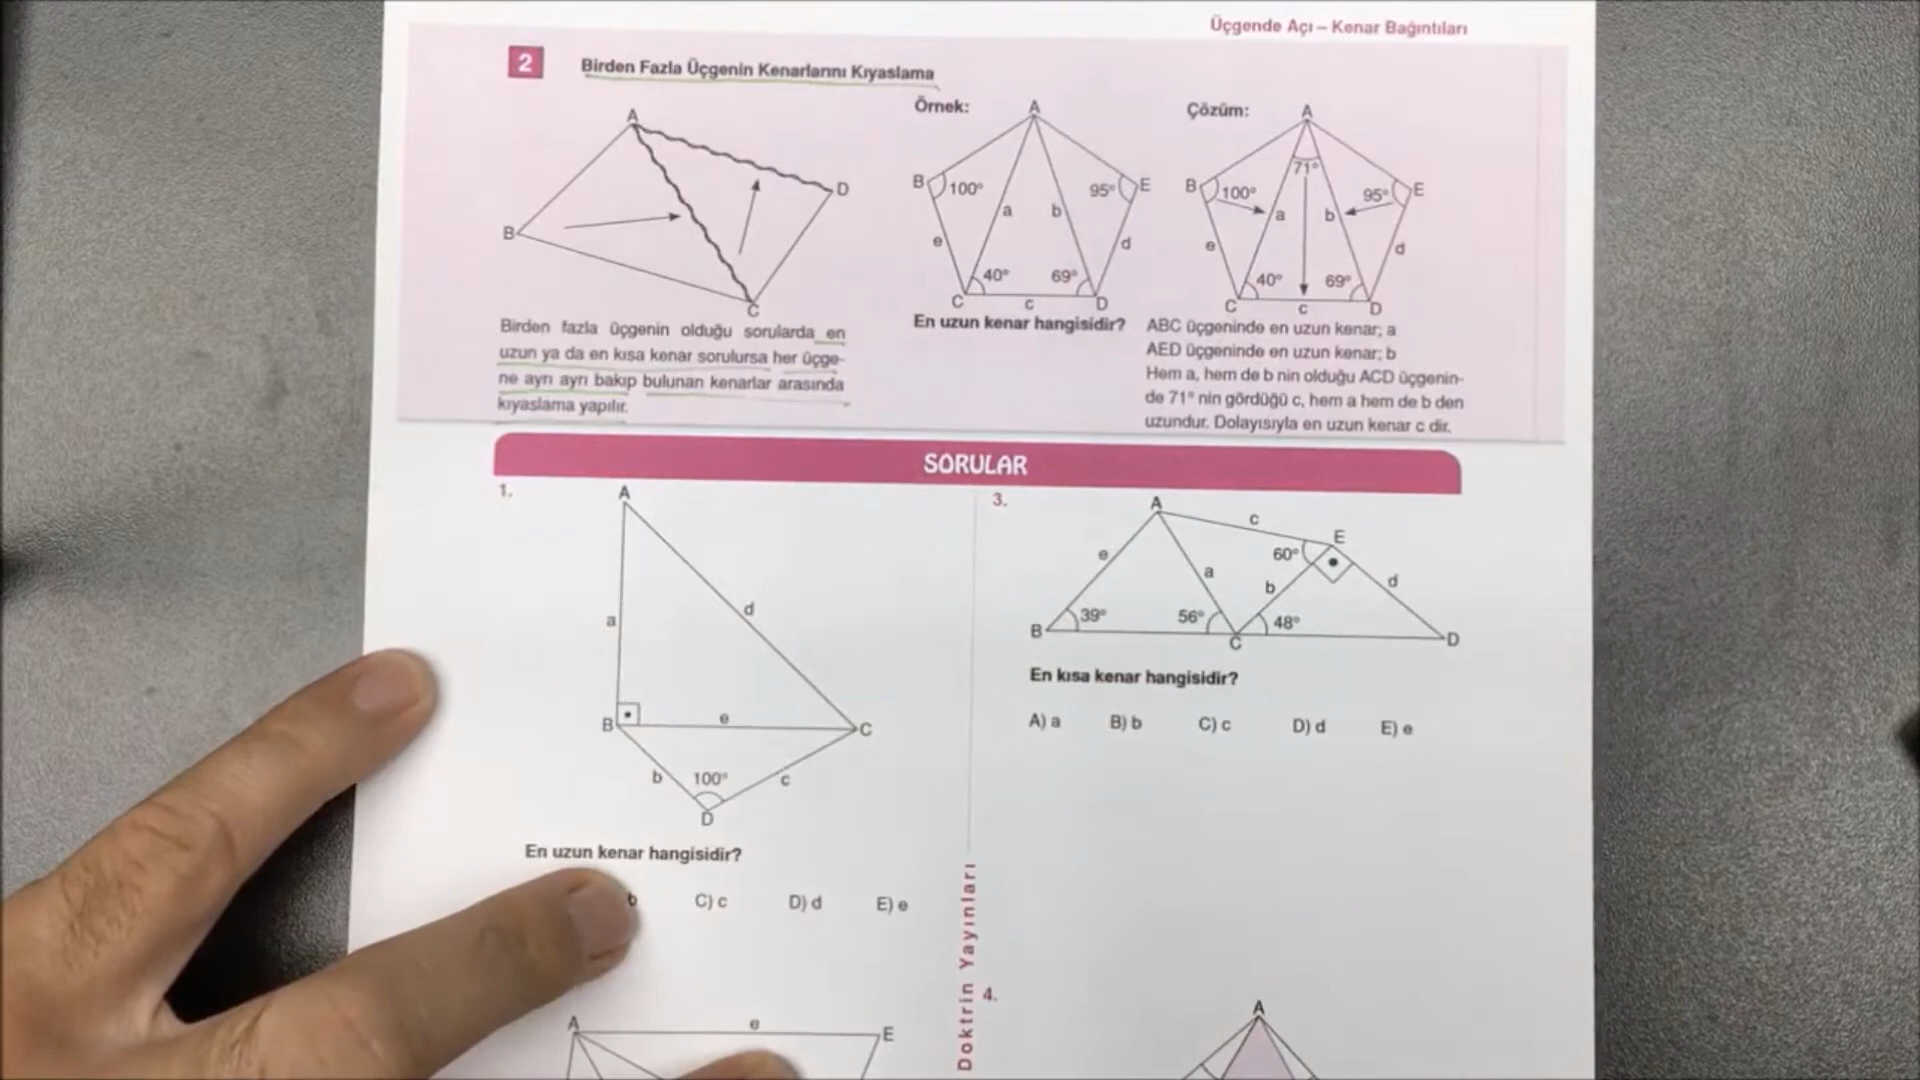 Üçgende Açı – Kenar Bağıntıları
2
Birden Fazla Üçgenin Kenarlarını Kıyaslama
A
B
D
C
Birden fazla üçgenin olduğu sorularda en
uzun ya da en kısa kenar sorulursa her üçge-
ne ayrı ayrı bakıp bulunan kenarlar arasında
kıyaslama yapılır.
Örnek:
A
B
100°
95°
E
a
b
e
d
40°
69°
C
c
D
En uzun kenar hangisidir?
Çözüm:
A
71°
B
100°
95°
E
a
b
e
d
40°
69°
C
c
D
ABC üçgeninde en uzun kenar; a
AED üçgeninde en uzun kenar; b
Hem a, hem de b nin olduğu ACD üçgenin-
de 71° nin gördüğü c, hem a hem de b den
uzundur. Dolayısıyla en uzun kenar c dir.
SORULAR
1.
A
a
d
B
e
C
b
100°
c
D
En uzun kenar hangisidir?
b
C) c
D) d
E) e
A
e
E
3.
A
c
E
60°
e
a
b
d
B
39°
56°
C
48°
D
En kısa kenar hangisidir?
A) a
B) b
C) c
D) d
E) e
Doktrin Yayınları
4.
A